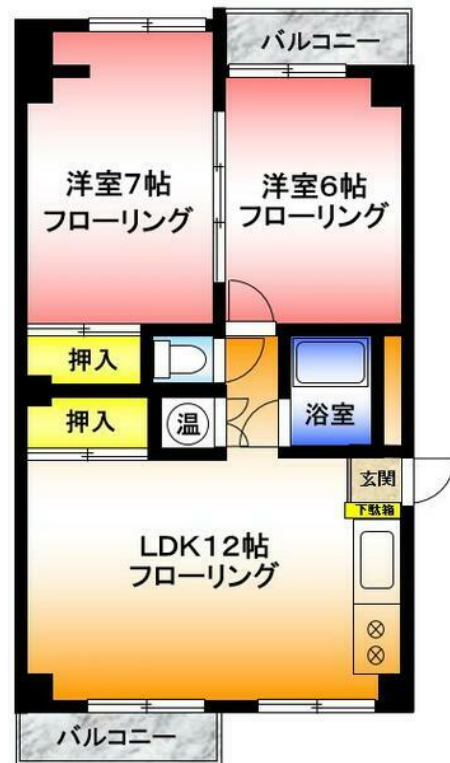 バルコニー
洋室7帖
フローリング
洋室6帖
フローリング
押入
押入
温
浴室
玄関
下駄箱
LDK12帖
フローリング
バルコニー